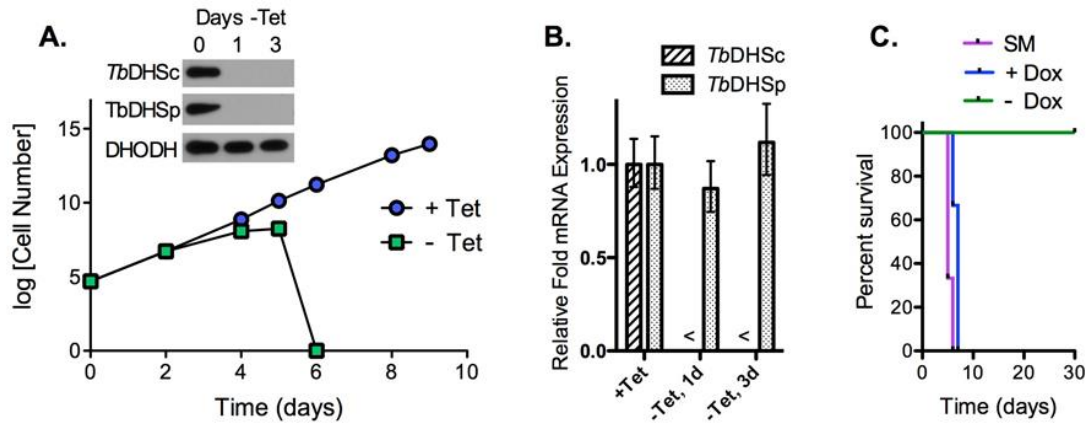 A.
Days -Tet
0 1 3
TbDHSc
TbDHSp
DHODH
15
10
5
0
log [Cell Number]
+ Tet
- Tet
0 2 4 6 8 10
Time (days)
B.
TbDHSc
TbDHSp
1.0
0.5
0.0
Relative Fold mRNA Expression
< <
+Tet
-Tet, 1d
-Tet, 3d
C.
SM
+ Dox
- Dox
100
80
60
40
20
0
Percent survival
0 10 20 30
Time (days)